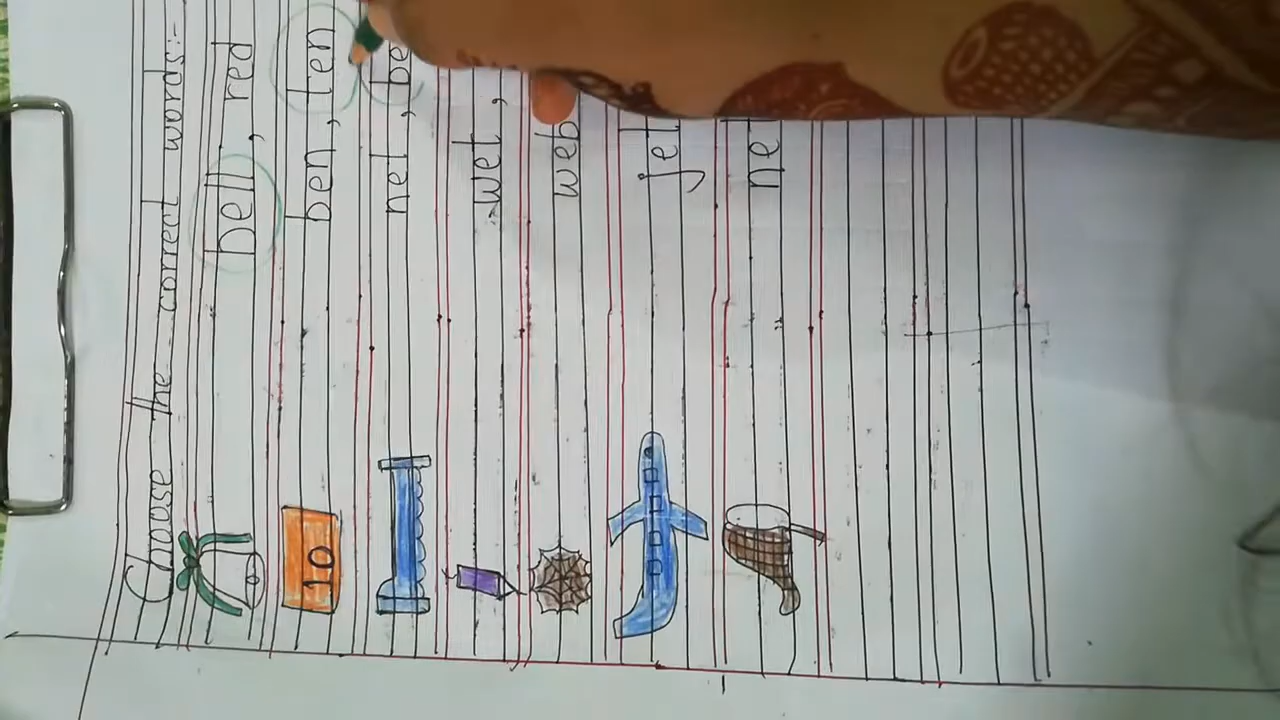 Choose the correct words:-
bell, red
10 ben, ten
net, be
wet,
web
jet
ne